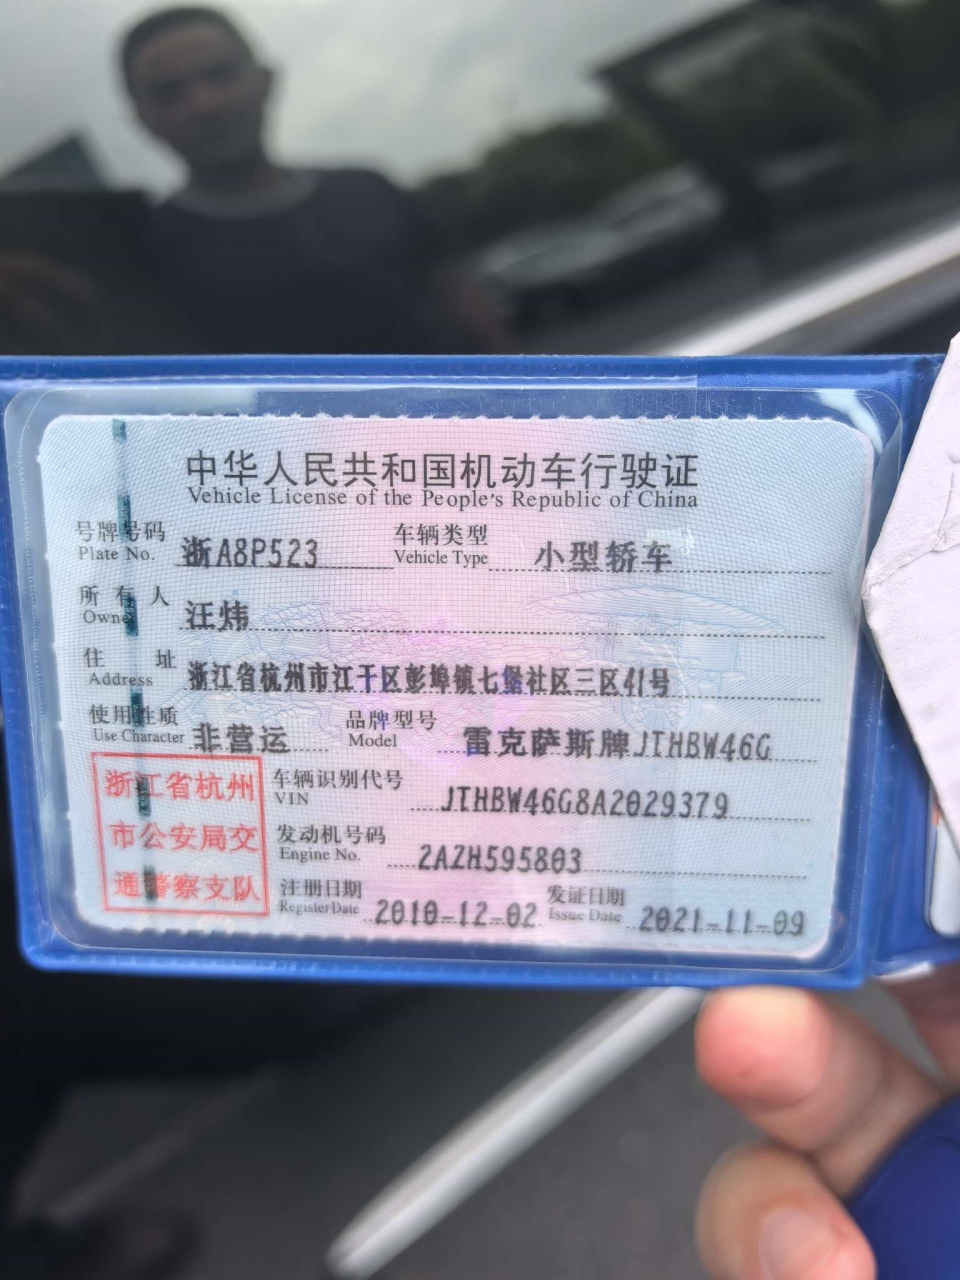 中华人民共和国机动车行驶证
Vehicle License of the People's Republic of China
号牌号码 浙A8P523 车辆类型 小型轿车
Plate No. Vehicle Type
所有人 汪炜
Owner
住址 浙江省杭州市江干区彭埠镇七堡社区三区41号
Address
使用性质 非营运 品牌型号 雷克萨斯牌JTHBW46G
Use Character Model
浙江省杭州
市公安局交
通警察支队
车辆识别代号 JTHBW46G8A2029379
VIN
发动机号码 2AZH595803
Engine No.
注册日期 2010-12-02 发证日期 2021-11-09
Register Date Issue Date